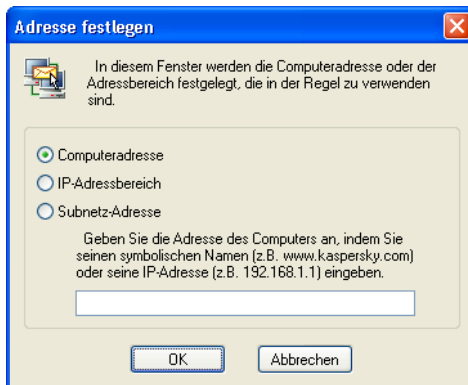 Adresse festlegen
In diesem Fenster werden die Computeradresse oder der
Adressbereich festgelegt, die in der Regel zu verwenden
sind.
Computeradresse
IP-Adressbereich
Subnetz-Adresse
Geben Sie die Adresse des Computers an, indem Sie
seinen symbolischen Namen (z.B. www.kaspersky.com)
oder seine IP-Adresse (z.B. 192.168.1.1) eingeben.
OK
Abbrechen